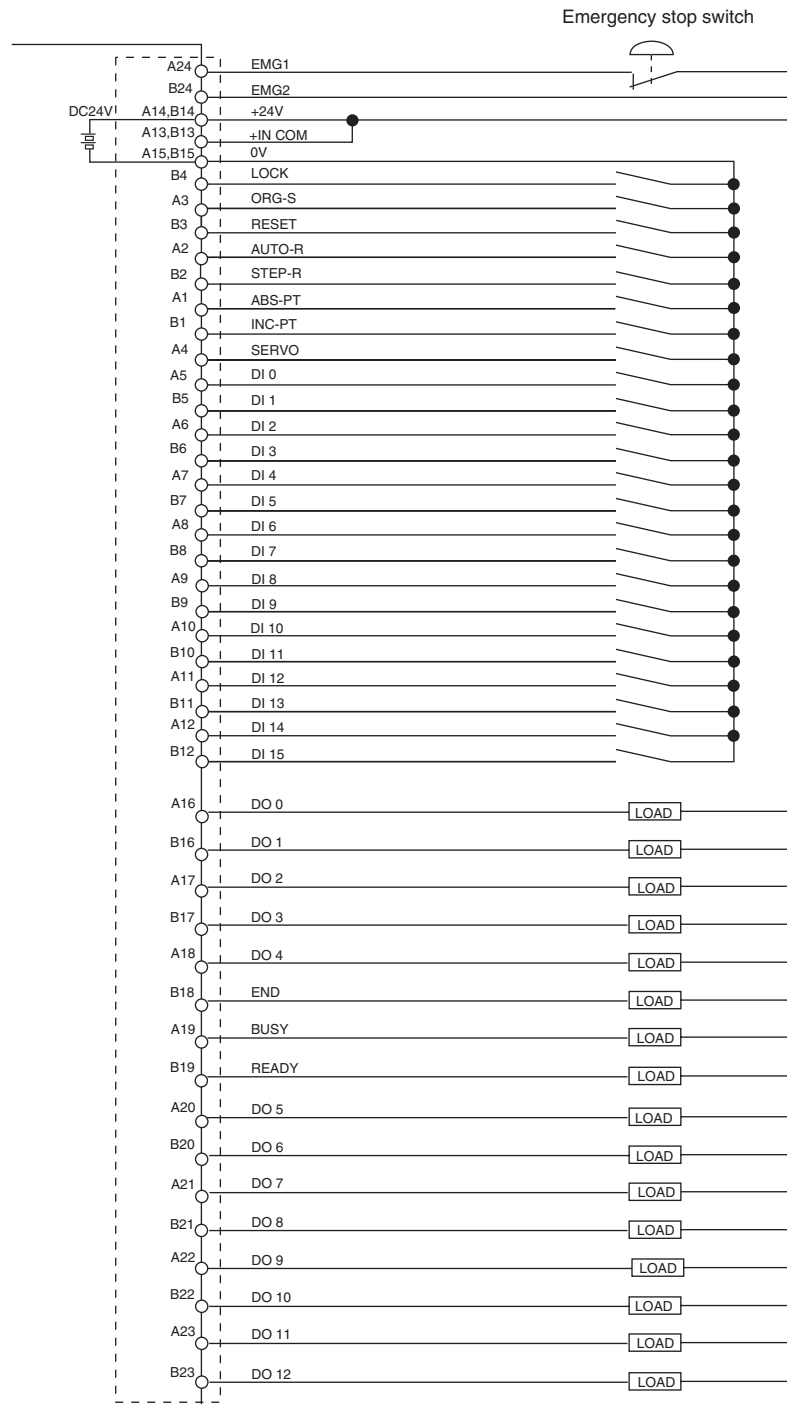 Emergency stop switch
A24 EMG1
B24 EMG2
DC24V A14,B14 +24V
A13,B13 +IN COM
A15,B15 0V
B4 LOCK
A3 ORG-S
B3 RESET
A2 AUTO-R
B2 STEP-R
A1 ABS-PT
B1 INC-PT
A4 SERVO
A5 DI 0
B5 DI 1
A6 DI 2
B6 DI 3
A7 DI 4
B7 DI 5
A8 DI 6
B8 DI 7
A9 DI 8
B9 DI 9
A10 DI 10
B10 DI 11
A11 DI 12
B11 DI 13
A12 DI 14
B12 DI 15
A16 DO 0 LOAD
B16 DO 1 LOAD
A17 DO 2 LOAD
B17 DO 3 LOAD
A18 DO 4 LOAD
B18 END LOAD
A19 BUSY LOAD
B19 READY LOAD
A20 DO 5 LOAD
B20 DO 6 LOAD
A21 DO 7 LOAD
B21 DO 8 LOAD
A22 DO 9 LOAD
B22 DO 10 LOAD
A23 DO 11 LOAD
B23 DO 12 LOAD